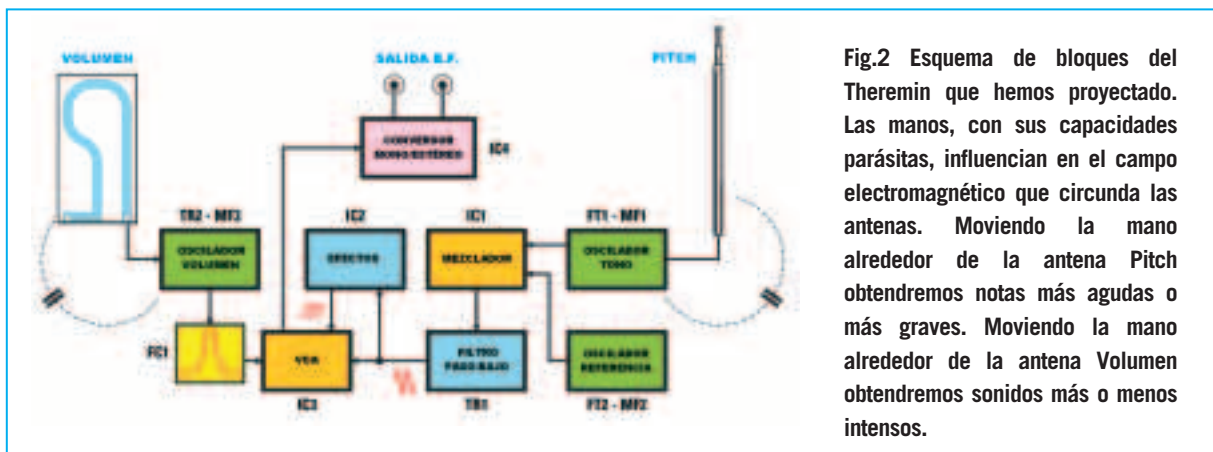 VOLUMEN
SALIDA B.F.
PITCH
CONVERSOR
MONO/ESTÉREO
IC4
TR2 - MF3
IC2
IC1
FT1 - MF1
OSCILADOR
VOLUMEN
EFECTOS
MEZCLADOR
OSCILADOR
TONO
FC1
VCA
FILTRO
PASO BAJO
OSCILADOR
REFERENCIA
IC3
TR1
FT2 - MF2
Fig.2 Esquema de bloques del
Theremin que hemos proyectado.
Las manos, con sus capacidades
parásitas, influencian en el campo
electromagnético que circunda las
antenas. Moviendo la mano
alrededor de la antena Pitch
obtendremos notas más agudas o
más graves. Moviendo la mano
alrededor de la antena Volumen
obtendremos sonidos más o menos
intensos.